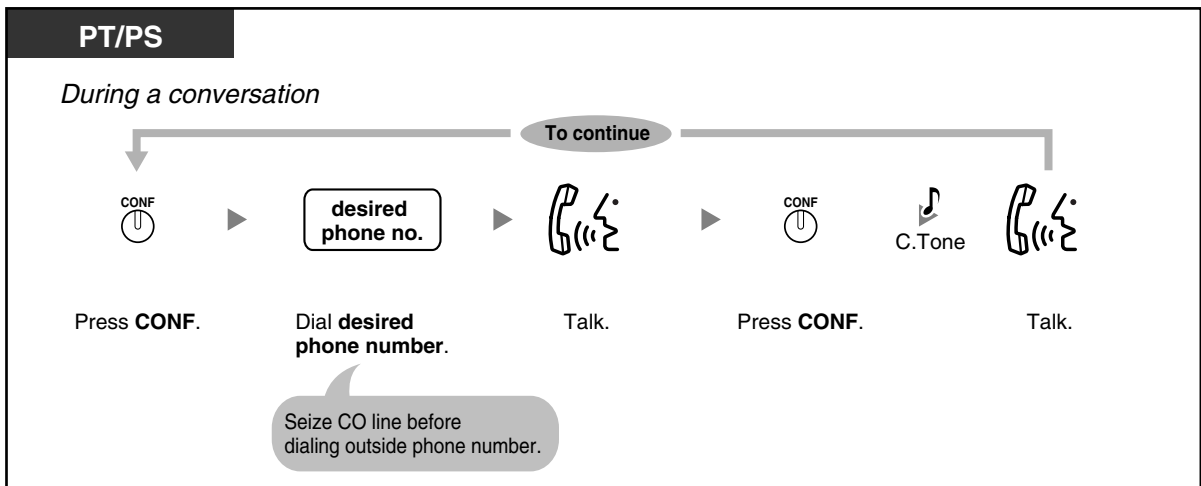 PT/PS
During a conversation
To continue
CONF
desired
phone no.
CONF
C.Tone
Press CONF.
Dial desired
phone number.
Talk.
Press CONF.
Talk.
Seize CO line before
dialing outside phone number.